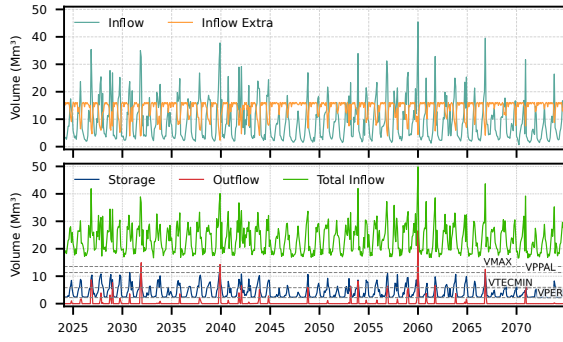 50
Inflow Inflow Extra
40
30
20
10
0
Volume (Mm³)
50
Storage Outflow Total Inflow
40
30
20
10
0
Volume (Mm³)
VMAX
VPPAL
VTECMIN
VPER
2025 2030 2035 2040 2045 2050 2055 2060 2065 2070